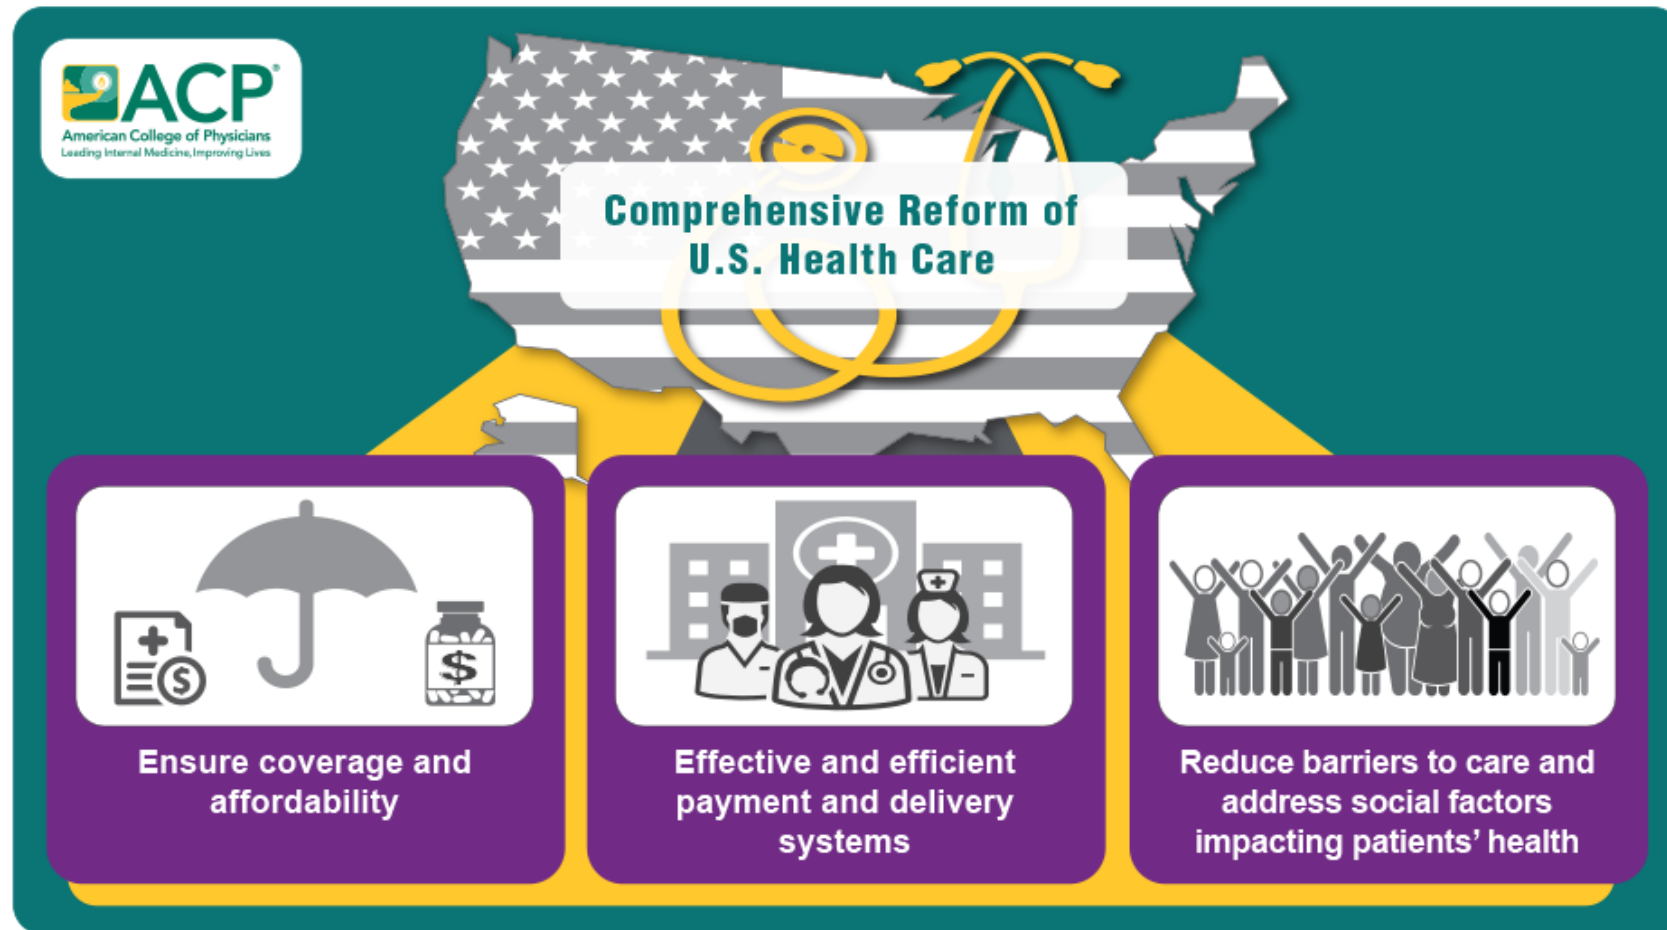 ACP®
American College of Physicians
Leading Internal Medicine, Improving Lives
Comprehensive Reform of
U.S. Health Care
$
$
Ensure coverage and
affordability
Effective and efficient
payment and delivery
systems
Reduce barriers to care and
address social factors
impacting patients’ health